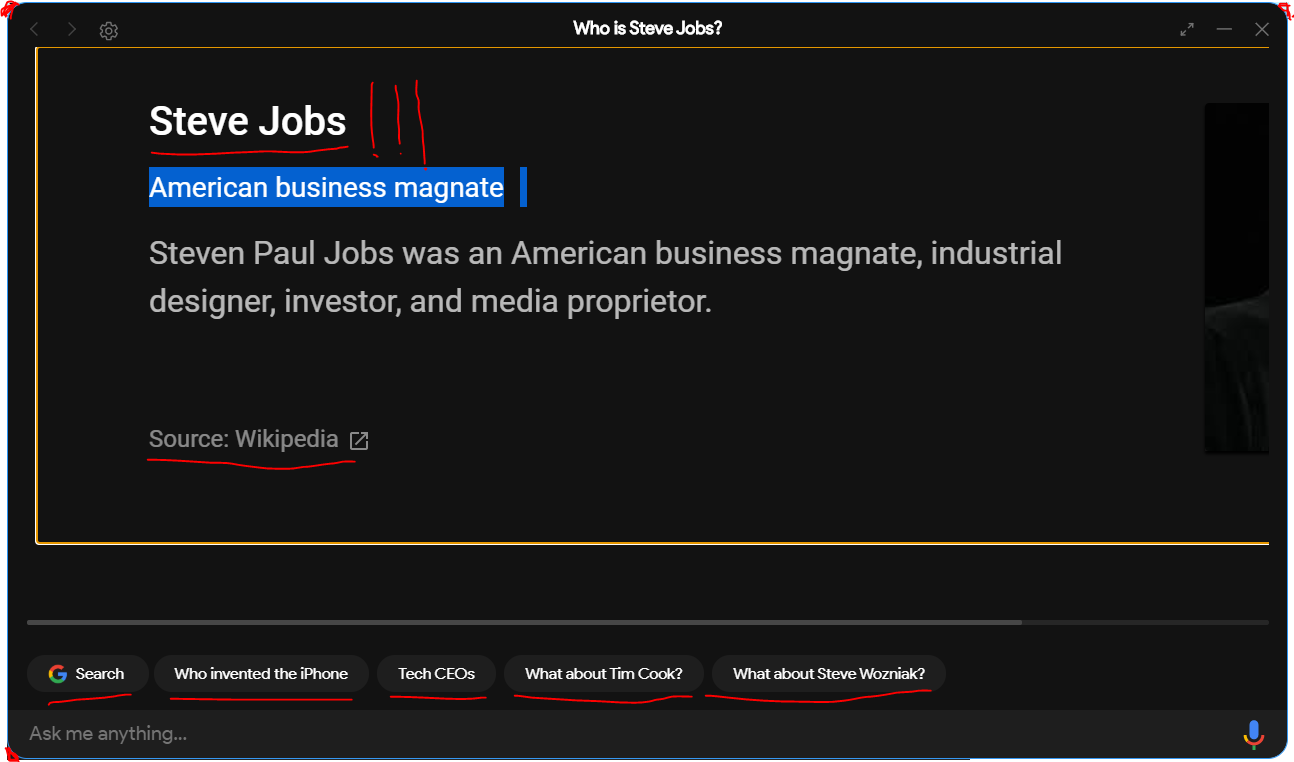 Who is Steve Jobs?
Steve Jobs !!!
American business magnate
Steven Paul Jobs was an American business magnate, industrial
designer, investor, and media proprietor.
Source: Wikipedia
Search Who invented the iPhone Tech CEOs What about Tim Cook? What about Steve Wozniak?
Ask me anything...